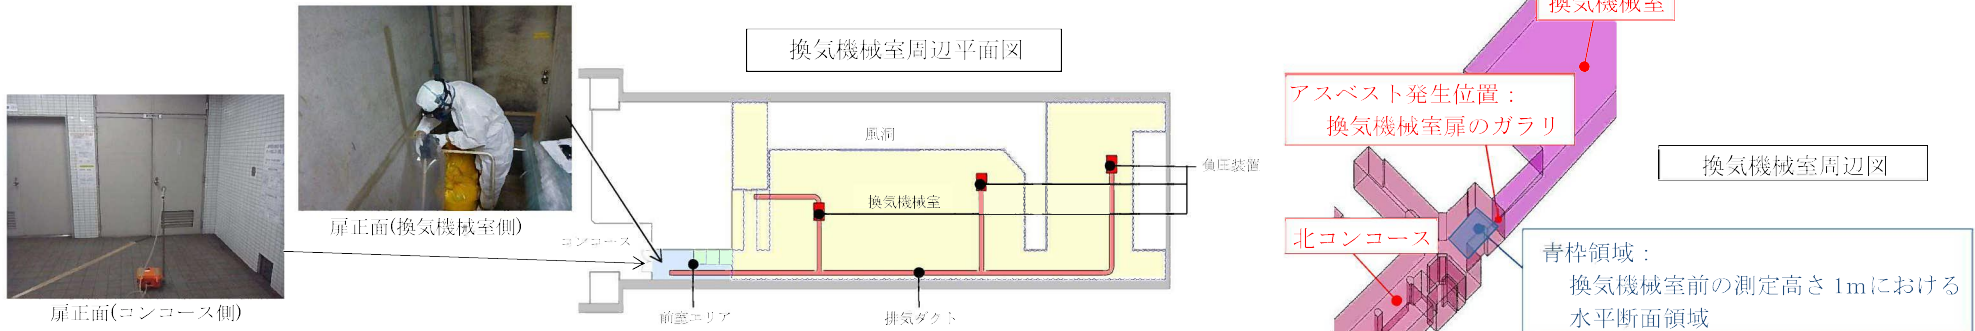 扉正面(コンコース側)
扉正面(換気機械室側)
換気機械室周辺平面図
風洞
換気機械室
負圧装置
コンコース
前室エリア
排気ダクト
換気機械室
アスベスト発生位置：
換気機械室扉のガラリ
換気機械室周辺図
北コンコース
青枠領域：
換気機械室前の測定高さ1mにおける
水平断面領域